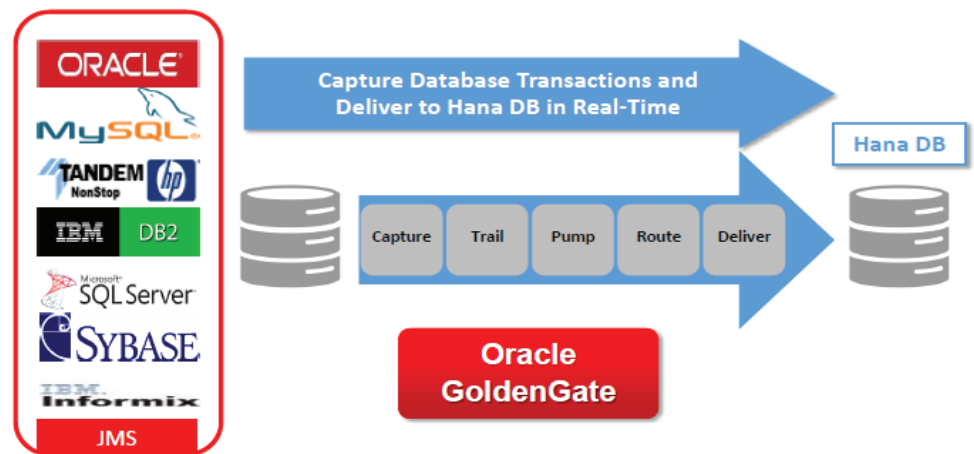 ORACLE
MySQL
TANDEM
NonStop
hp
IBM
DB2
Microsoft
SQL Server
SYBASE
IBM.
Informix
JMS
Capture Database Transactions and
Deliver to Hana DB in Real-Time
Capture Trail Pump Route Deliver
Hana DB
Oracle
GoldenGate